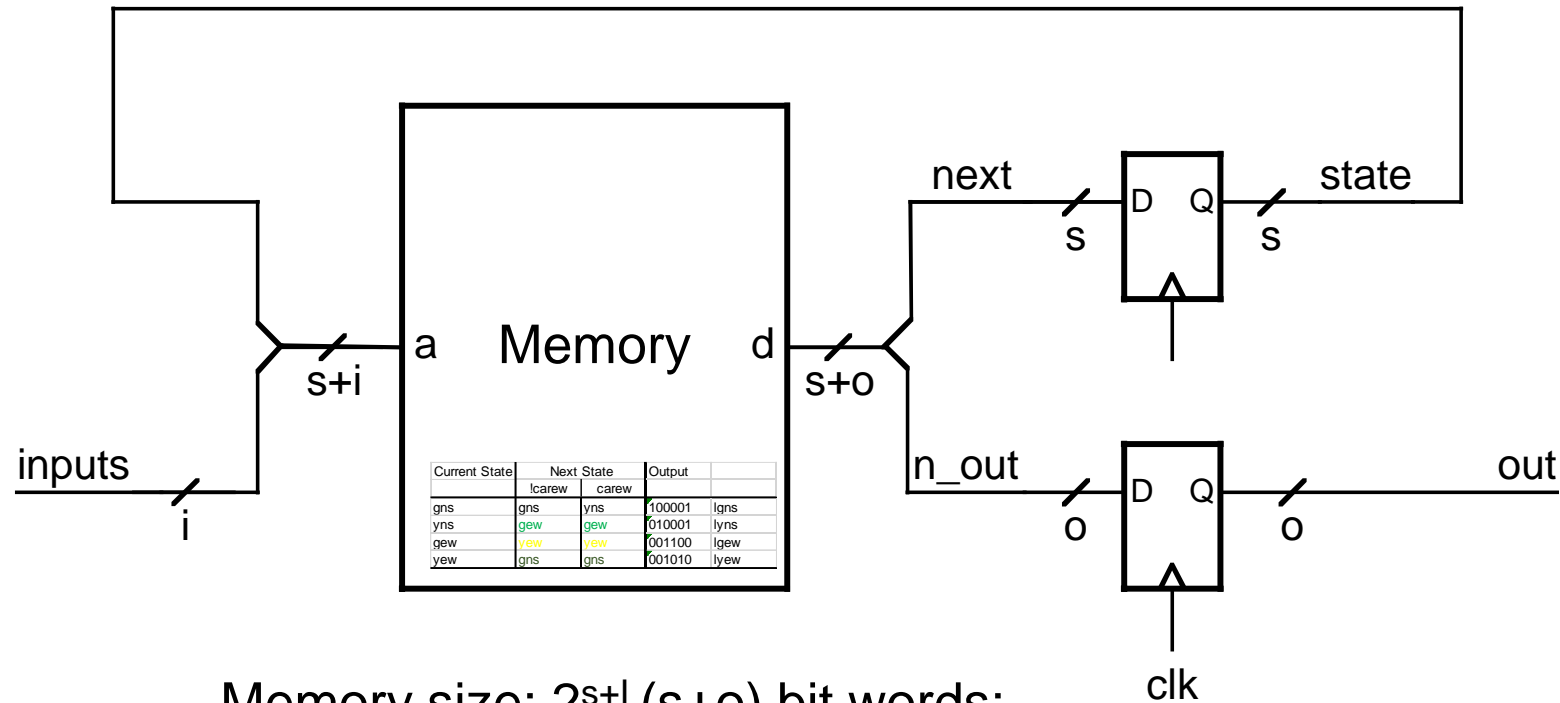 next
state
D Q
s
s
Memory
a
d
s+i
s+o
inputs
i
Current State Next State Output
!carew carew
gns gns yns 100001 lgns
yns gew gew 010001 lyns
gew yew yew 001100 lgew
yew gns gns 001010 lyew
n_out
out
D Q
o
o
clk
Memory size: 2s+I (s+o) bit words;